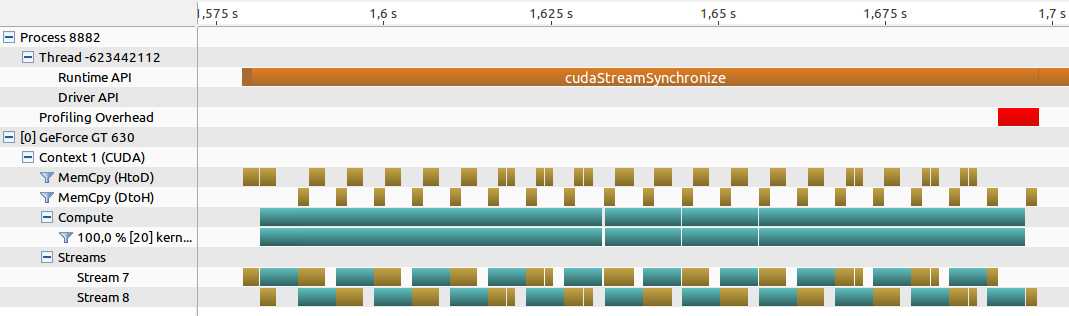 1,575 s 1,6 s 1,625 s 1,65 s 1,675 s 1,7 s
Process 8882
Thread -623442112
Runtime API cudaStreamSynchronize
Driver API
Profiling Overhead
[0] GeForce GT 630
Context 1 (CUDA)
MemCpy (HtoD)
MemCpy (DtoH)
Compute
100,0 % [20] kern...
Streams
Stream 7
Stream 8